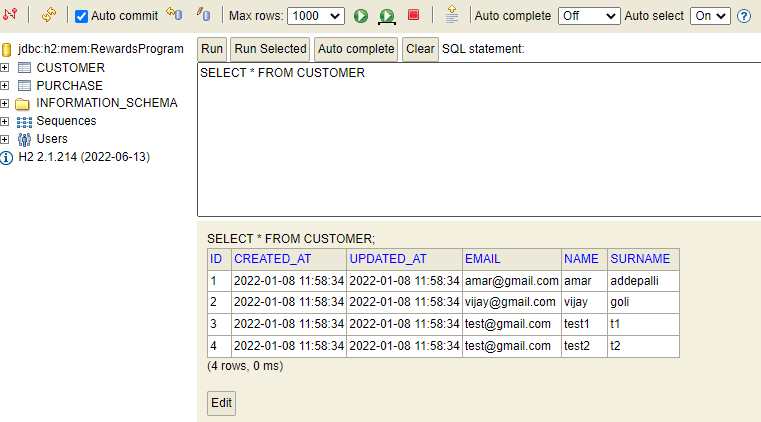 Auto commit Max rows: 1000 Auto complete Off Auto select On ?
jdbc:h2:mem:RewardsProgram
CUSTOMER
PURCHASE
INFORMATION_SCHEMA
Sequences
Users
H2 2.1.214 (2022-06-13)
Run Run Selected Auto complete Clear SQL statement:
SELECT * FROM CUSTOMER
SELECT * FROM CUSTOMER;
ID CREATED_AT UPDATED_AT EMAIL NAME SURNAME
1 2022-01-08 11:58:34 2022-01-08 11:58:34 amar@gmail.com amar addepalli
2 2022-01-08 11:58:34 2022-01-08 11:58:34 vijay@gmail.com vijay goli
3 2022-01-08 11:58:34 2022-01-08 11:58:34 test@gmail.com test1 t1
4 2022-01-08 11:58:34 2022-01-08 11:58:34 test@gmail.com test2 t2
(4 rows, 0 ms)
Edit